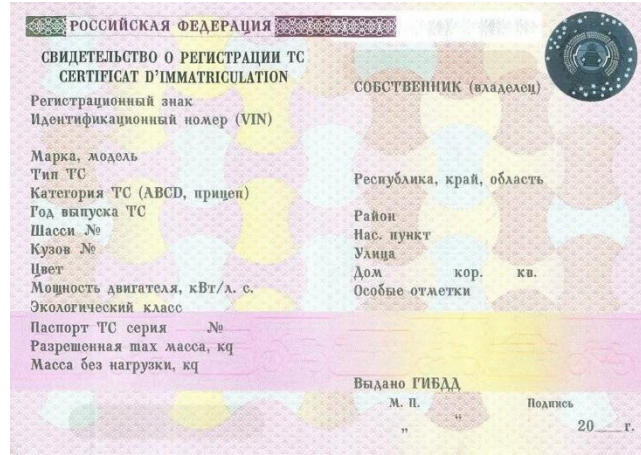 РОССИЙСКАЯ ФЕДЕРАЦИЯ
СВИДЕТЕЛЬСТВО О РЕГИСТРАЦИИ ТС
CERTIFICAT D'IMMATRICULATION
Регистрационный знак
Идентификационный номер (VIN)
Марка, модель
Тип ТС
Категория ТС (ABCD, прицеп)
Год выпуска ТС
Шасси №
Кузов №
Цвет
Мощность двигателя, кВт/л. с.
Экологический класс
Паспорт ТС серия №
Разрешенная max масса, kq
Масса без нагрузки, kq
СОБСТВЕННИК (владелец)
Республика, край, область
Район
Нас. пункт
Улица
Дом кор. кв.
Особые отметки
Выдано ГИБДД
М. П. Подпись
„ “ 20___г.